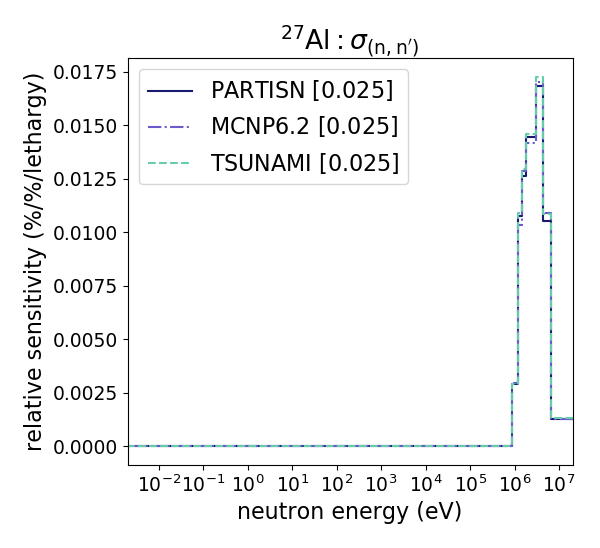 ²⁷Al : σ₍ₙ, ₙ′₎
PARTISN [0.025]
MCNP6.2 [0.025]
TSUNAMI [0.025]
relative sensitivity (%/%/lethargy)
0.0175
0.0150
0.0125
0.0100
0.0075
0.0050
0.0025
0.0000
10⁻² 10⁻¹ 10⁰ 10¹ 10² 10³ 10⁴ 10⁵ 10⁶ 10⁷
neutron energy (eV)